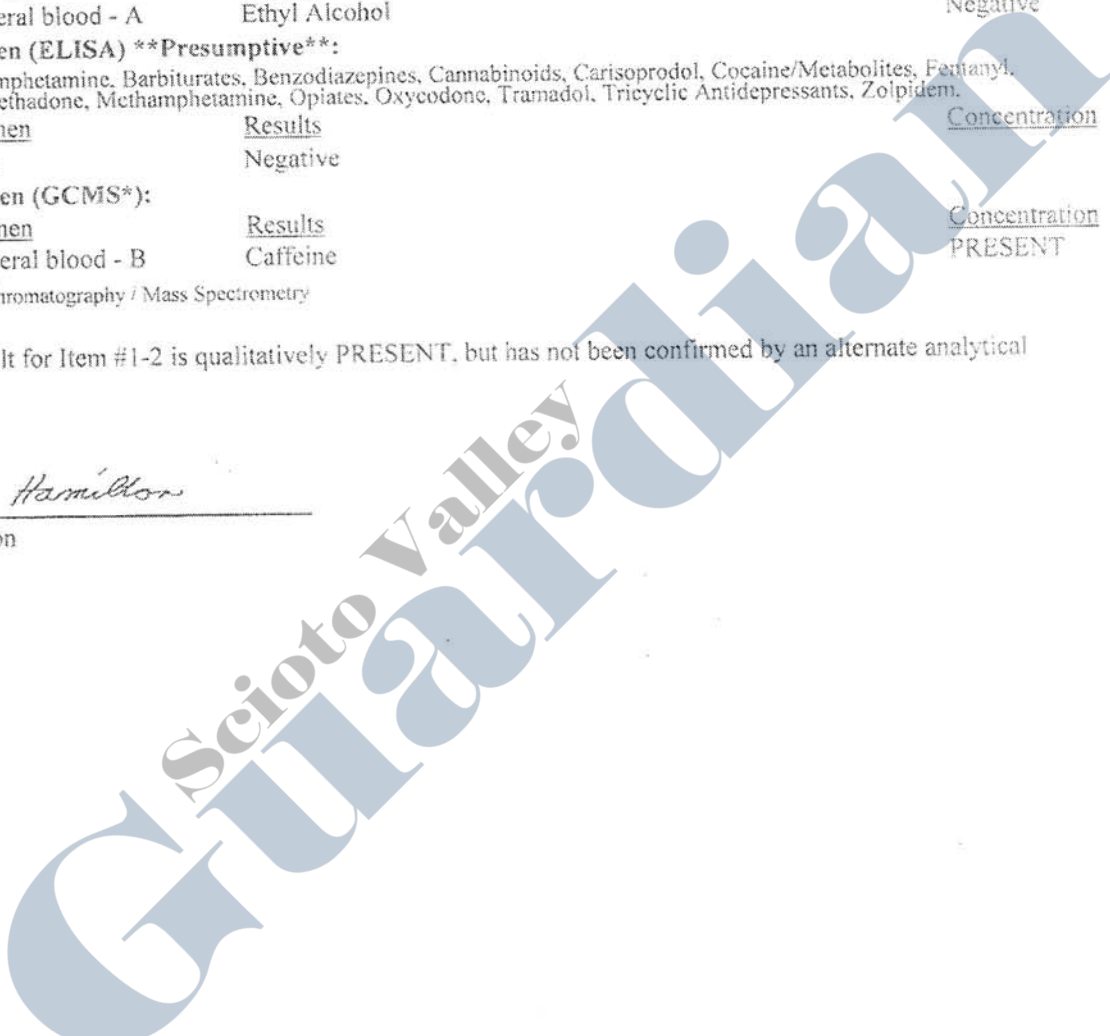 eral blood - A Ethyl Alcohol Negative
en (ELISA) **Presumptive**:
mphetamine, Barbiturates, Benzodiazepines, Cannabinoids, Carisoprodol, Cocaine/Metabolites, Fentanyl,
ethadone, Methamphetamine, Opiates, Oxycodone, Tramadol, Tricyclic Antidepressants, Zolpidem.
men Results Concentration
Negative
en (GCMS*):
men Results Concentration
eral blood - B Caffeine PRESENT
hromatography / Mass Spectrometry
lt for Item #1-2 is qualitatively PRESENT, but has not been confirmed by an alternate analytical
Hamilton
on
Scioto Valley
Guardian